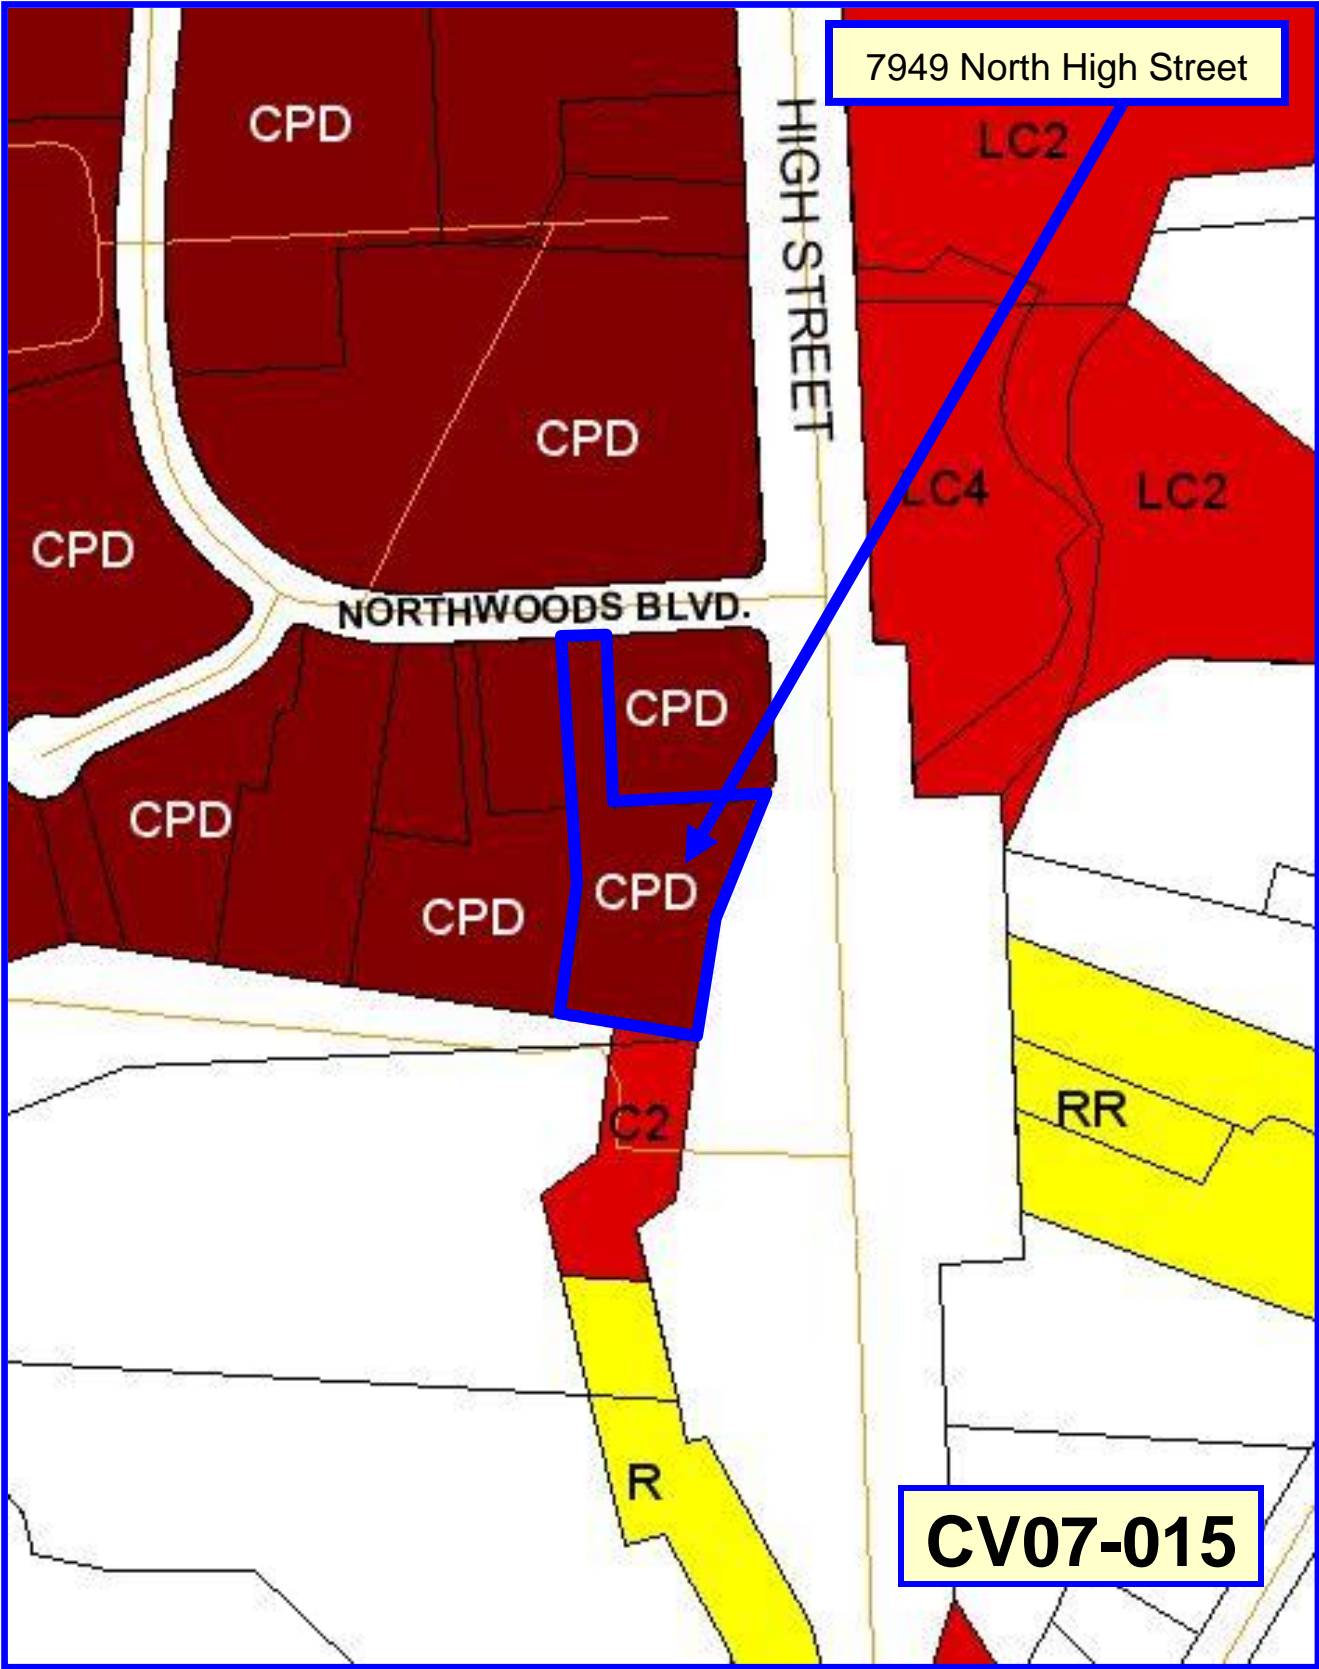 7949 North High Street
CPD
LC2
HIGH STREET
CPD
LC4
LC2
CPD
NORTHWOODS BLVD.
CPD
CPD
CPD
CPD
C2
RR
R
CV07-015